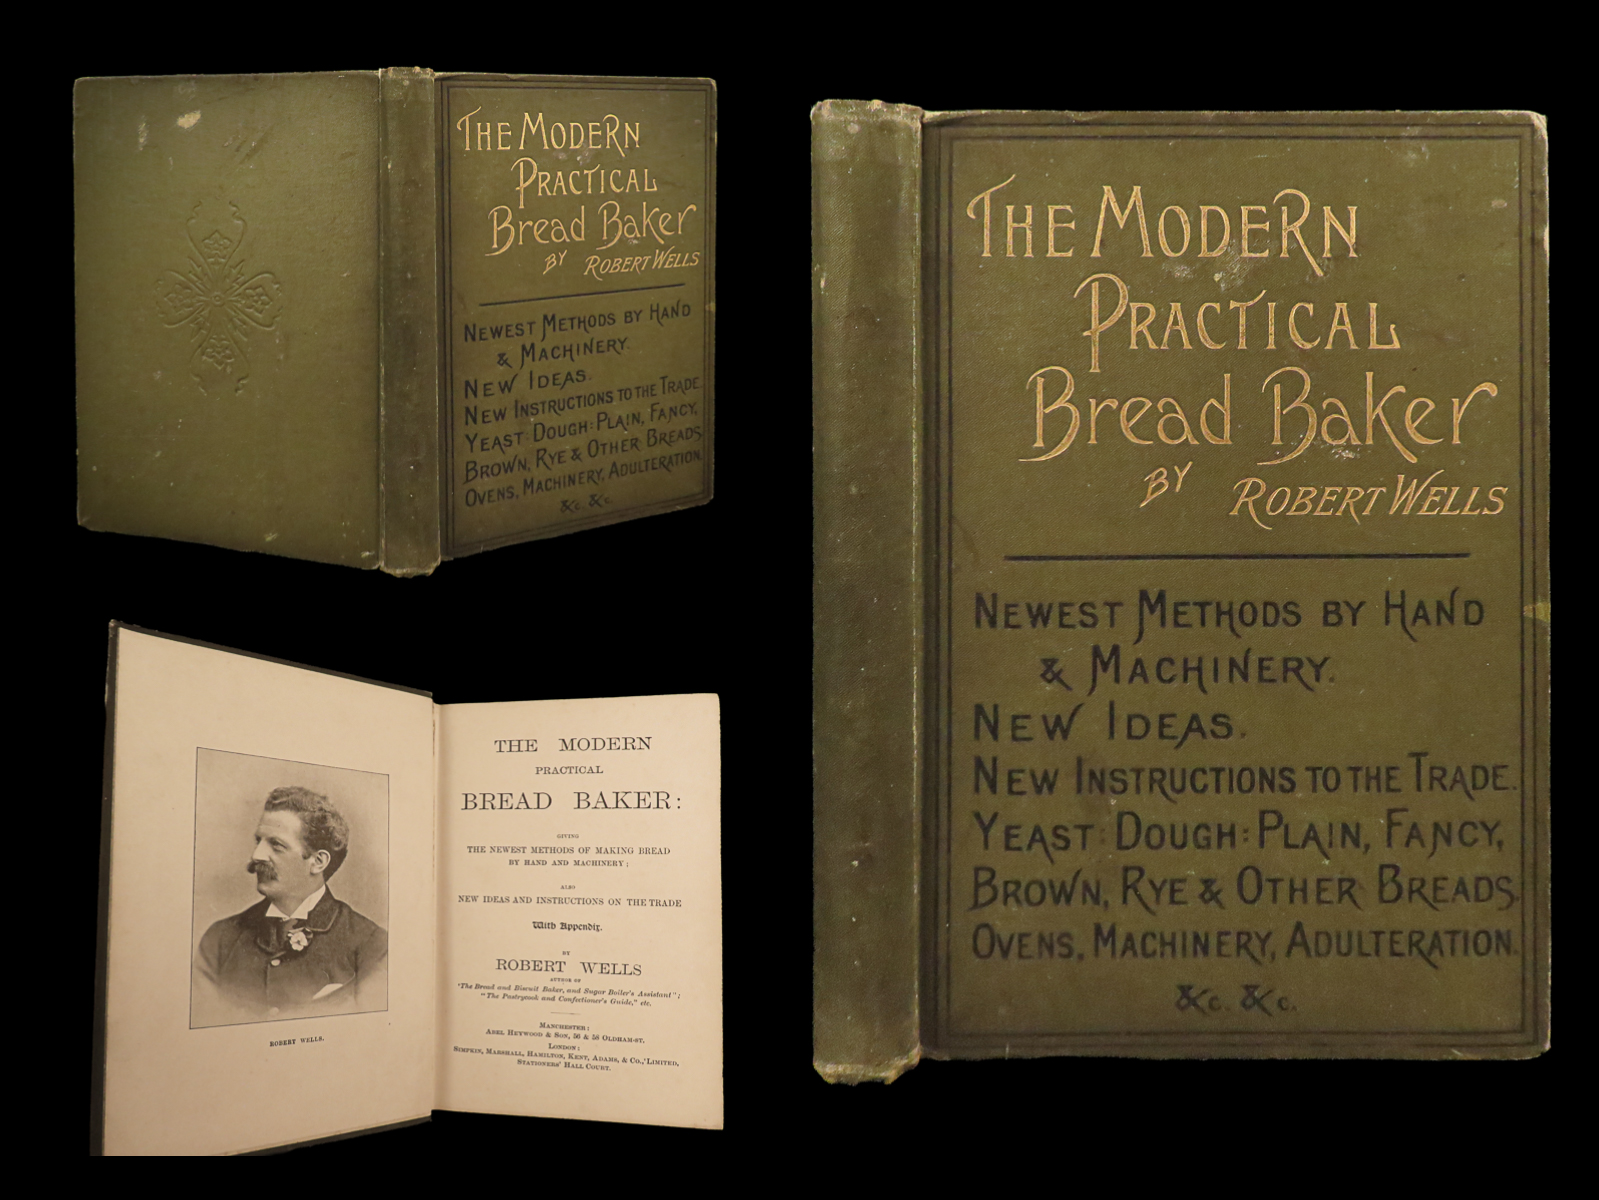 THE MODERN
PRACTICAL
Bread Baker
BY ROBERT WELLS
NEWEST METHODS BY HAND
& MACHINERY.
NEW IDEAS.
NEW INSTRUCTIONS TO THE TRADE.
YEAST: DOUGH: PLAIN, FANCY,
BROWN, RYE & OTHER BREADS.
OVENS, MACHINERY, ADULTERATION.
&c. &c.
ROBERT WELLS.
THE MODERN
PRACTICAL
BREAD BAKER:
GIVING
THE NEWEST METHODS OF MAKING BREAD
BY HAND AND MACHINERY;
ALSO
NEW IDEAS AND INSTRUCTIONS ON THE TRADE
With Appendix.
BY
ROBERT WELLS
AUTHOR OF
"The Bread and Biscuit Baker, and Sugar Boiler's Assistant";
"The Pastrycook and Confectioner's Guide," etc.
MANCHESTER:
ABEL HEYWOOD & SON, 56 & 58 OLDHAM-ST.
LONDON:
SIMPKIN, MARSHALL, HAMILTON, KENT, ADAMS, & CO., LIMITED,
STATIONERS' HALL COURT.
THE MODERN
PRACTICAL
Bread Baker
BY ROBERT WELLS
NEWEST METHODS BY HAND
& MACHINERY.
NEW IDEAS.
NEW INSTRUCTIONS TO THE TRADE.
YEAST: DOUGH: PLAIN, FANCY,
BROWN, RYE & OTHER BREADS.
OVENS, MACHINERY, ADULTERATION.
&c. &c.